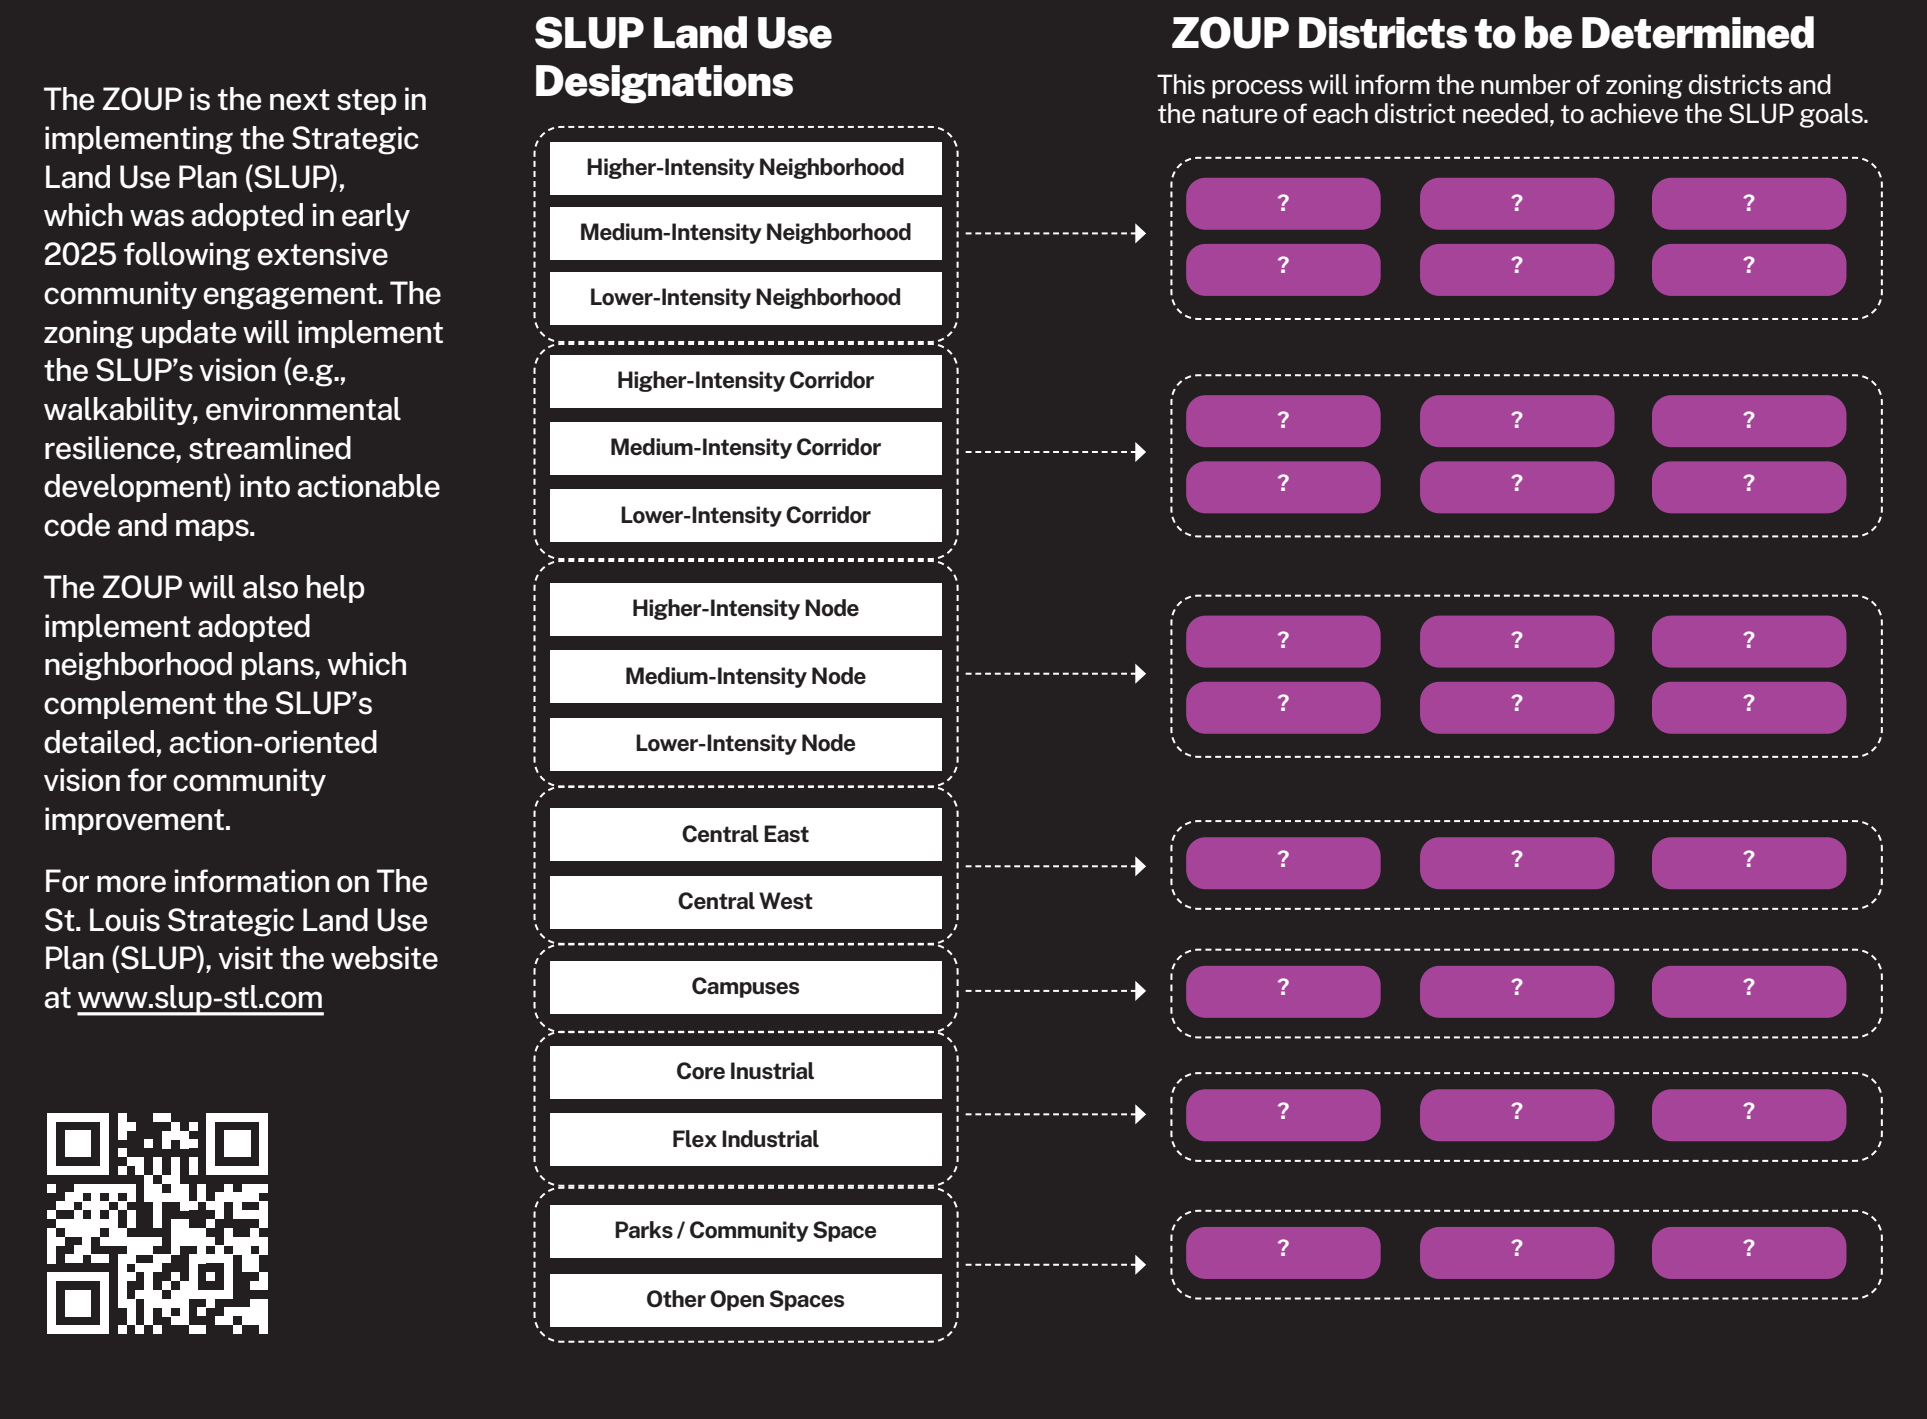 The ZOUP is the next step in
implementing the Strategic
Land Use Plan (SLUP),
which was adopted in early
2025 following extensive
community engagement. The
zoning update will implement
the SLUP’s vision (e.g.,
walkability, environmental
resilience, streamlined
development) into actionable
code and maps.
The ZOUP will also help
implement adopted
neighborhood plans, which
complement the SLUP’s
detailed, action-oriented
vision for community
improvement.
For more information on The
St. Louis Strategic Land Use
Plan (SLUP), visit the website
at www.slup-stl.com
SLUP Land Use
Designations
Higher-Intensity Neighborhood
Medium-Intensity Neighborhood
Lower-Intensity Neighborhood
Higher-Intensity Corridor
Medium-Intensity Corridor
Lower-Intensity Corridor
Higher-Intensity Node
Medium-Intensity Node
Lower-Intensity Node
Central East
Central West
Campuses
Core Inustrial
Flex Industrial
Parks / Community Space
Other Open Spaces
ZOUP Districts to be Determined
This process will inform the number of zoning districts and
the nature of each district needed, to achieve the SLUP goals.
? ? ?
? ? ?
? ? ?
? ? ?
? ? ?
? ? ?
? ? ?
? ? ?
? ? ?
? ? ?